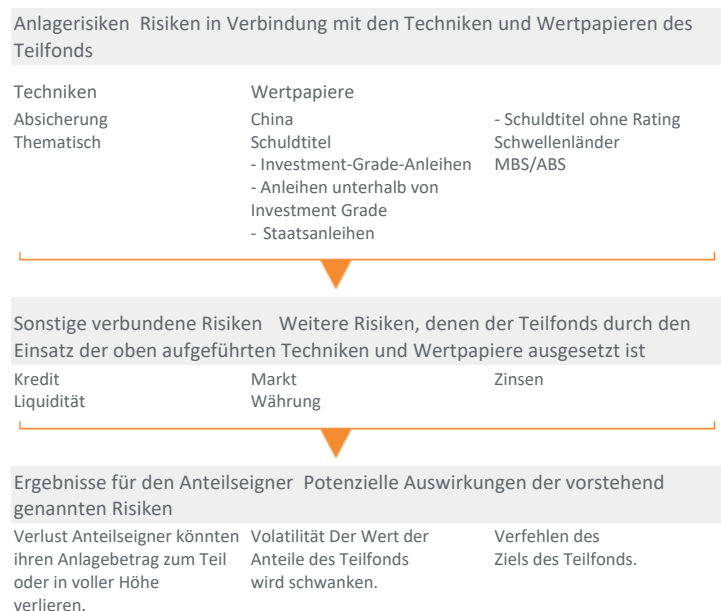 Anlagerisiken Risiken in Verbindung mit den Techniken und Wertpapieren des
Teilfonds
Techniken
Absicherung
Thematisch
Wertpapiere
China
Schuldtitel
- Investment-Grade-Anleihen
- Anleihen unterhalb von
Investment Grade
- Staatsanleihen
- Schuldtitel ohne Rating
Schwellenländer
MBS/ABS
Sonstige verbundene Risiken Weitere Risiken, denen der Teilfonds durch den
Einsatz der oben aufgeführten Techniken und Wertpapiere ausgesetzt ist
Kredit
Liquidität
Markt
Währung
Zinsen
Ergebnisse für den Anteilseigner Potenzielle Auswirkungen der vorstehend
genannten Risiken
Verlust Anteilseigner könnten
ihren Anlagebetrag zum Teil
oder in voller Höhe
verlieren.
Volatilität Der Wert der
Anteile des Teilfonds
wird schwanken.
Verfehlen des
Ziels des Teilfonds.